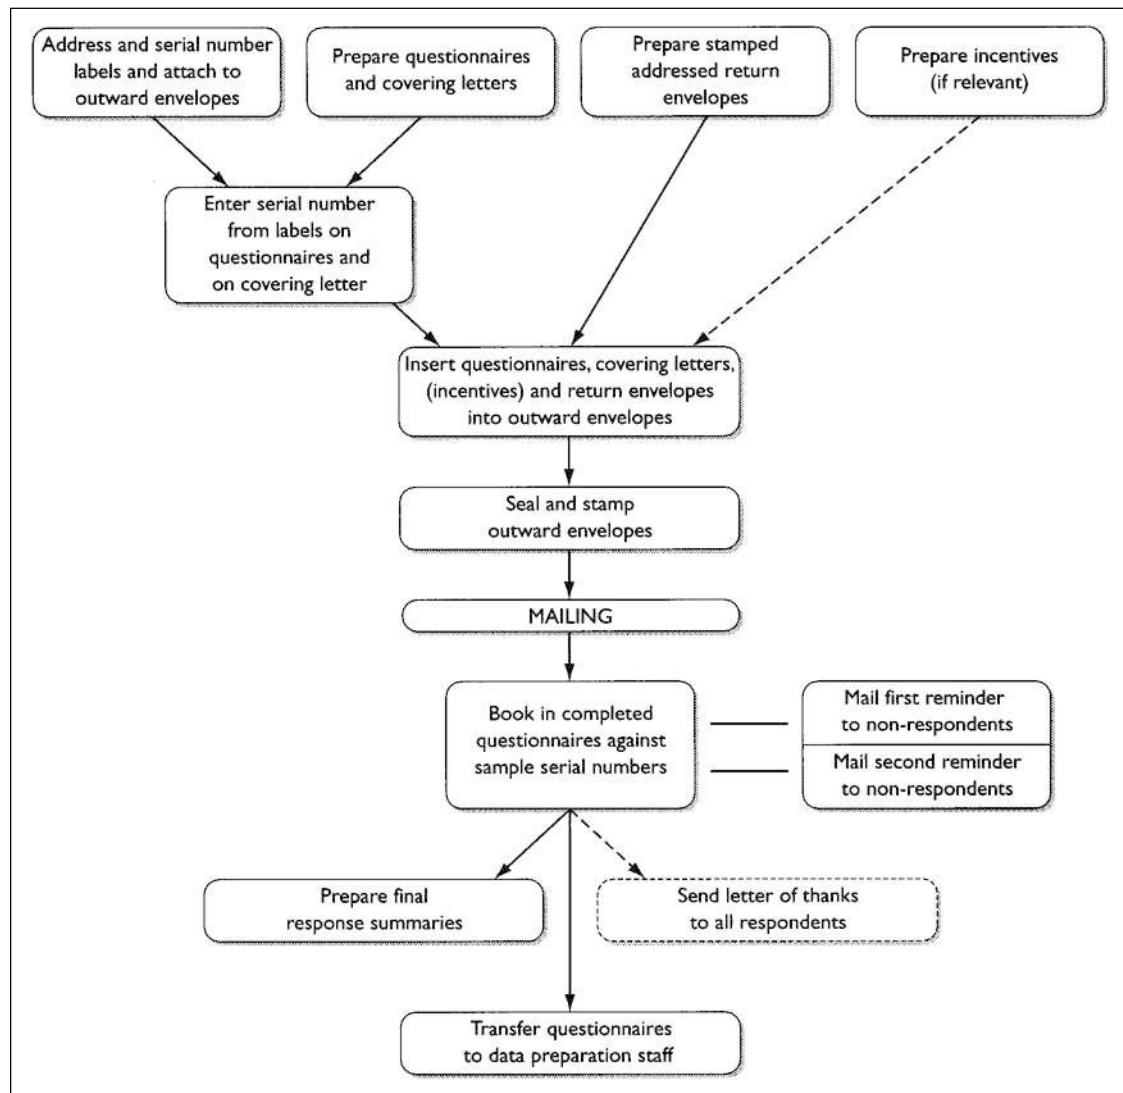 Address and serial number
labels and attach to
outward envelopes
Prepare questionnaires
and covering letters
Prepare stamped
addressed return
envelopes
Prepare incentives
(if relevant)
Enter serial number
from labels on
questionnaires and
on covering letter
Insert questionnaires, covering letters,
(incentives) and return envelopes
into outward envelopes
Seal and stamp
outward envelopes
MAILING
Book in completed
questionnaires against
sample serial numbers
Mail first reminder
to non-respondents
Mail second reminder
to non-respondents
Prepare final
response summaries
Send letter of thanks
to all respondents
Transfer questionnaires
to data preparation staff